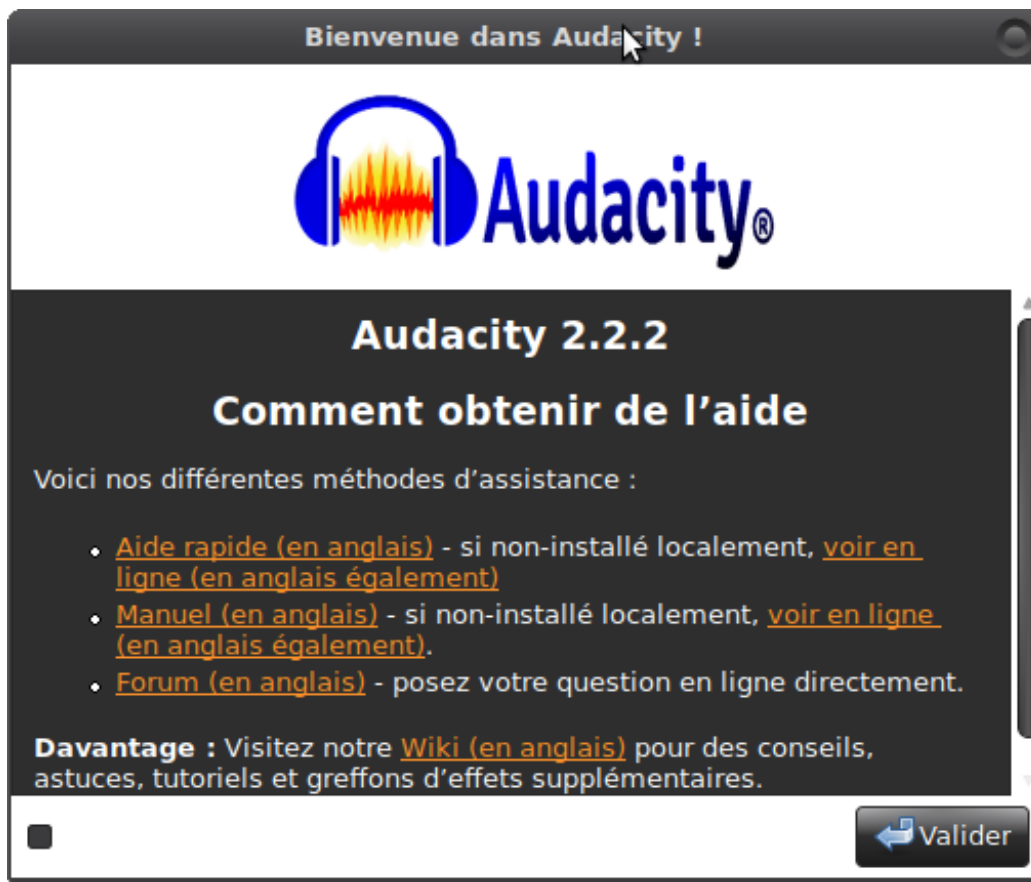 Bienvenue dans Audacity !
Audacity®
Audacity 2.2.2
Comment obtenir de l’aide
Voici nos différentes méthodes d’assistance :
Aide rapide (en anglais) - si non-installé localement, voir en
ligne (en anglais également)
Manuel (en anglais) - si non-installé localement, voir en ligne
(en anglais également).
Forum (en anglais) - posez votre question en ligne directement.
Davantage : Visitez notre Wiki (en anglais) pour des conseils,
astuces, tutoriels et greffons d’effets supplémentaires.
Valider